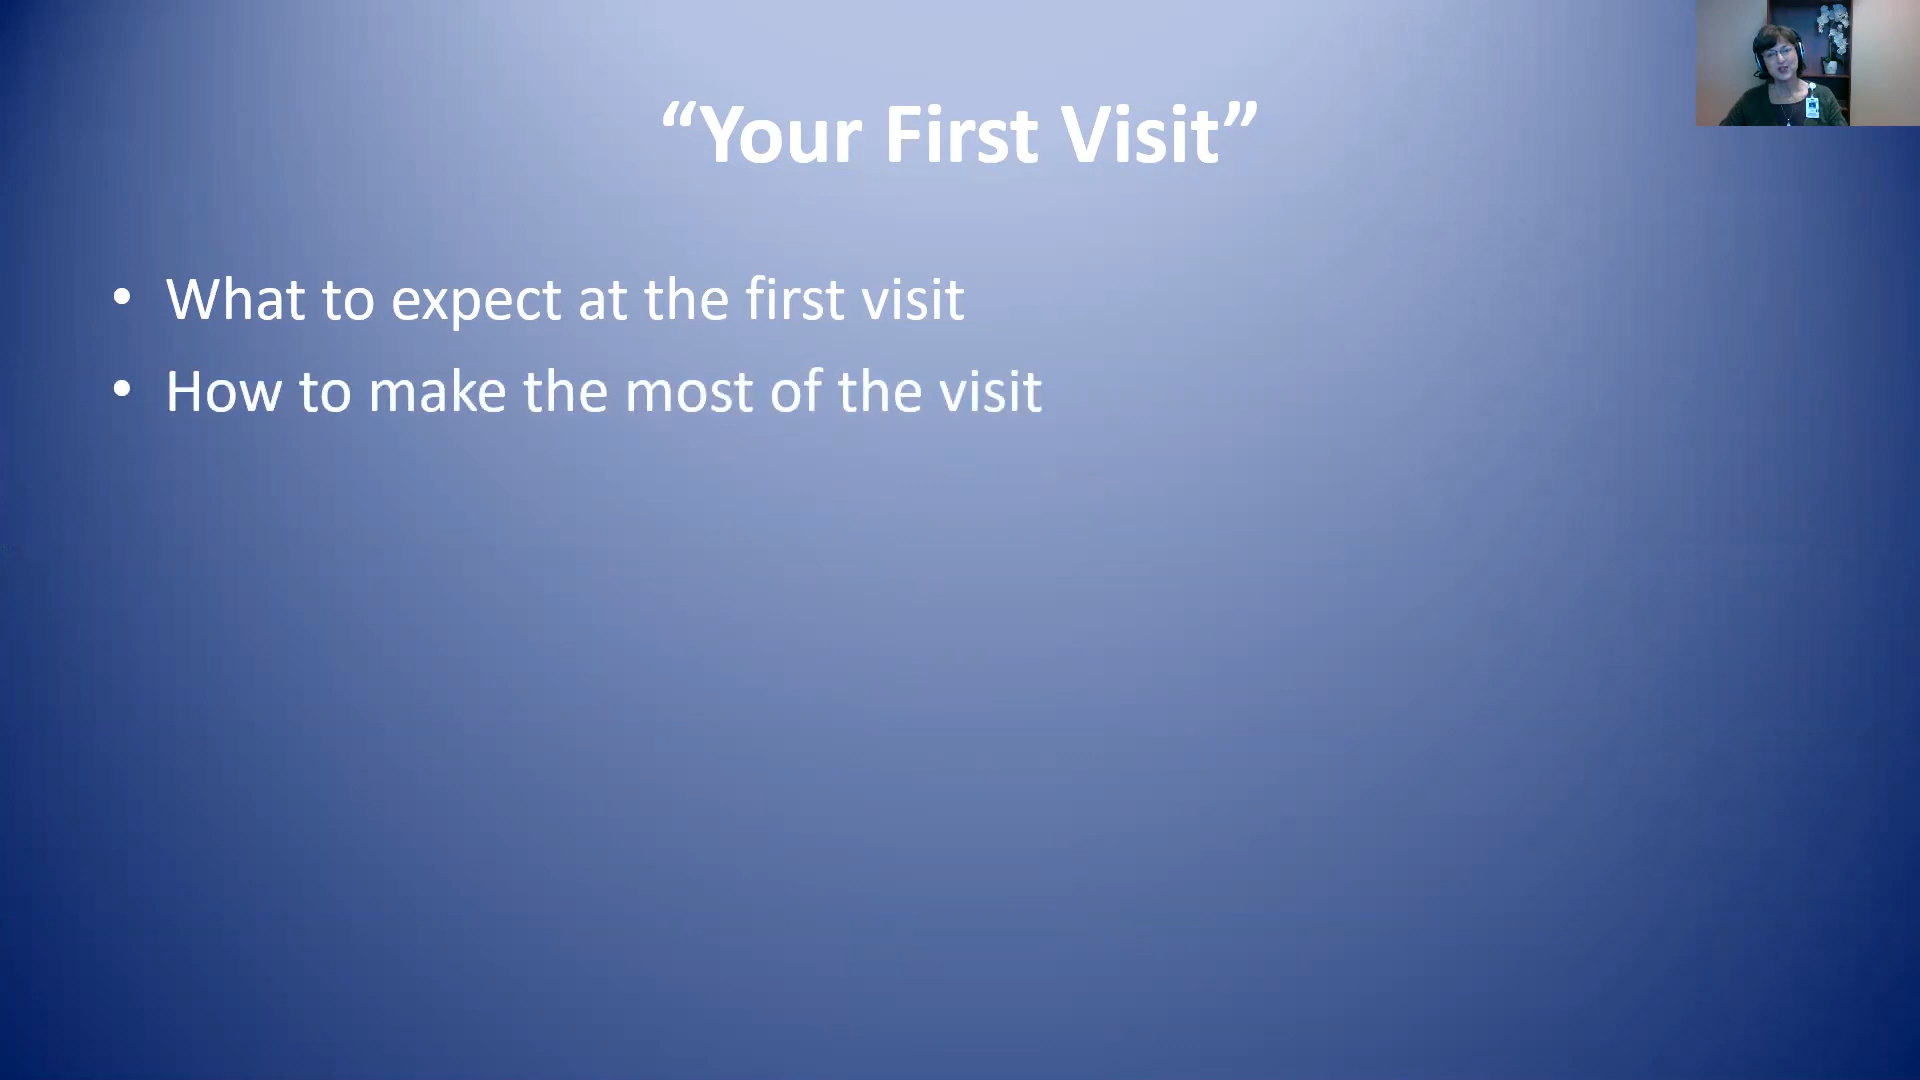 “Your First Visit”
• What to expect at the first visit
• How to make the most of the visit